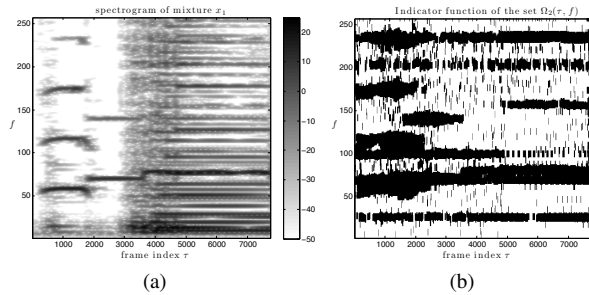 spectrogram of mixture x₁
250
200
150
f
100
50
1000 2000 3000 4000 5000 6000 7000
frame index τ
20
10
0
−10
−20
−30
−40
−50
(a)
Indicator function of the set Ω₂(τ, f)
250
200
150
f
100
50
1000 2000 3000 4000 5000 6000 7000
frame index τ
(b)